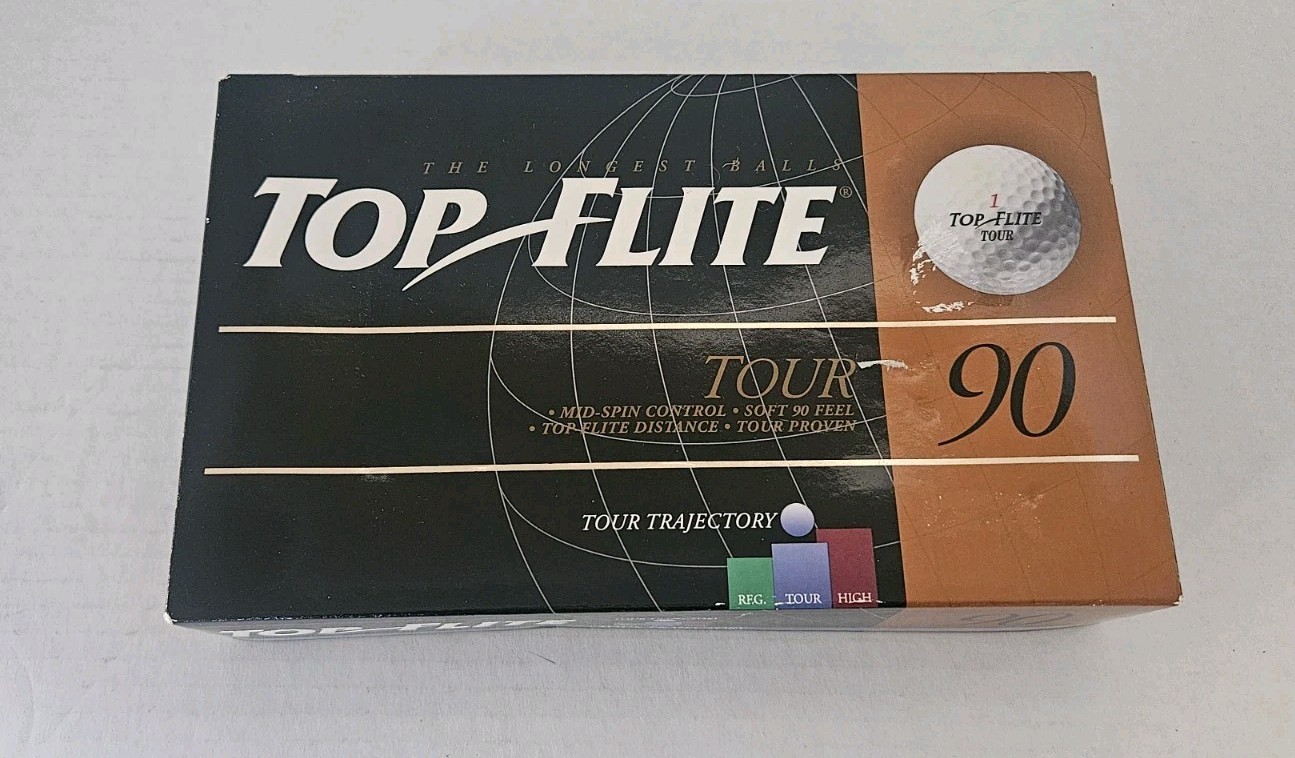 THE LONGEST BALLS
TOP FLITE®
1
TOP FLITE
TOUR
TOUR
90
• MID-SPIN CONTROL • SOFT 90 FEEL
• TOP FLITE DISTANCE • TOUR PROVEN
TOUR TRAJECTORY
REG. TOUR HIGH
TOP FLITE
90